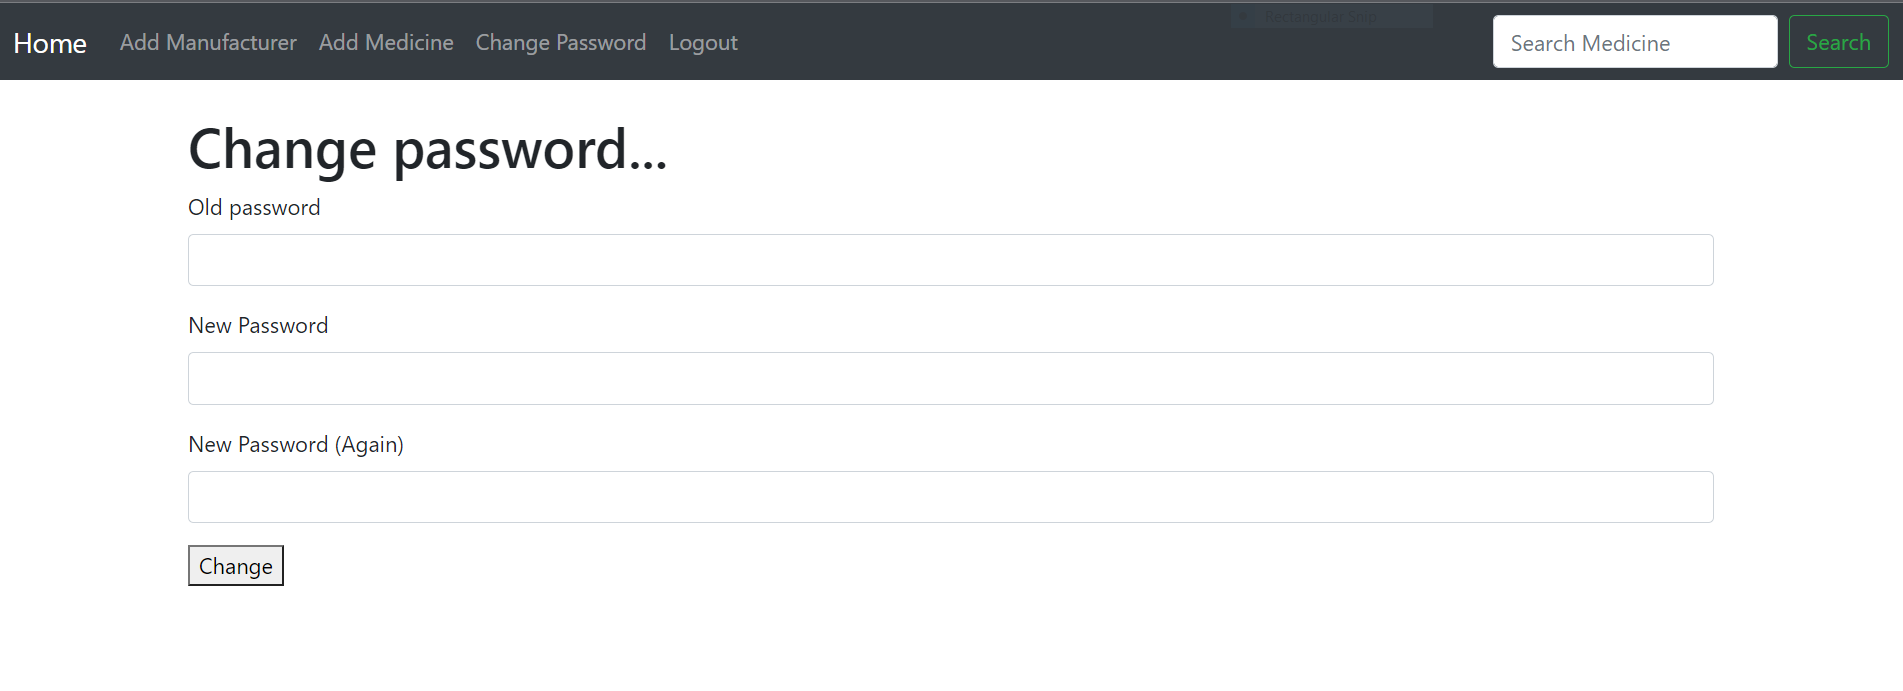 Home Add Manufacturer Add Medicine Change Password Logout Search Medicine Search
Change password...
Old password
New Password
New Password (Again)
Change